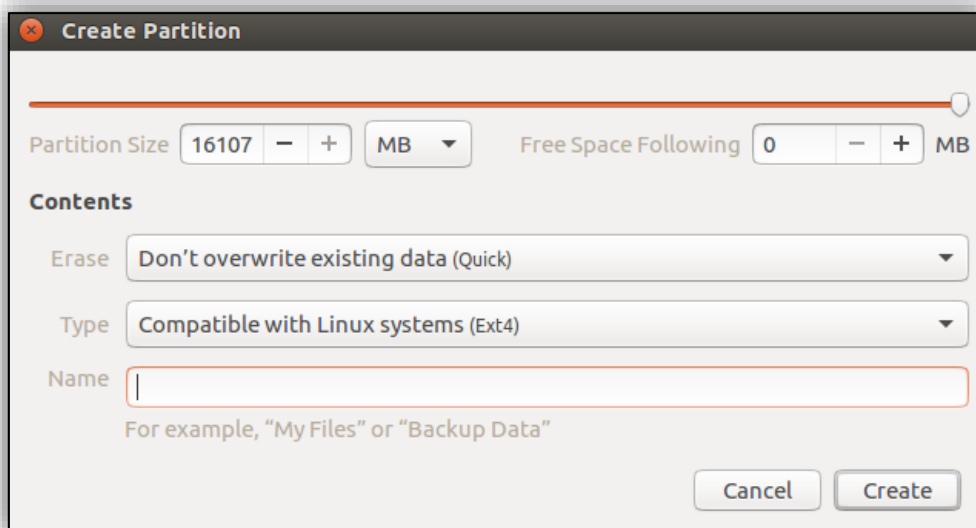 Create Partition
Partition Size 16107 − + MB Free Space Following 0 − + MB
Contents
Erase Don’t overwrite existing data (Quick)
Type Compatible with Linux systems (Ext4)
Name
For example, “My Files” or “Backup Data”
Cancel Create